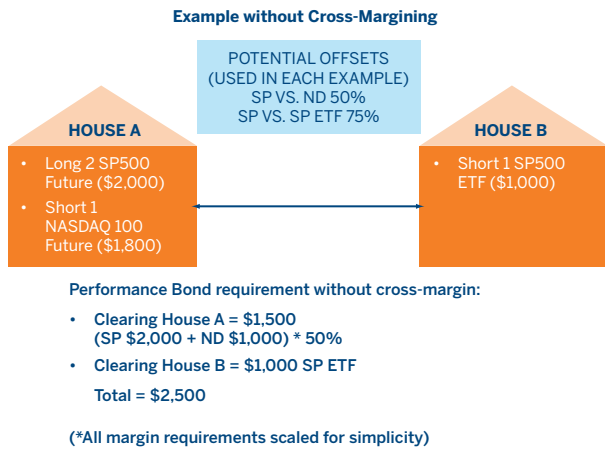 Example without Cross-Margining
POTENTIAL OFFSETS
(USED IN EACH EXAMPLE)
SP VS. ND 50%
SP VS. SP ETF 75%
HOUSE A
• Long 2 SP500
Future ($2,000)
• Short 1
NASDAQ 100
Future ($1,800)
HOUSE B
• Short 1 SP500
ETF ($1,000)
Performance Bond requirement without cross-margin:
• Clearing House A = $1,500
(SP $2,000 + ND $1,000) * 50%
• Clearing House B = $1,000 SP ETF
Total = $2,500
(*All margin requirements scaled for simplicity)